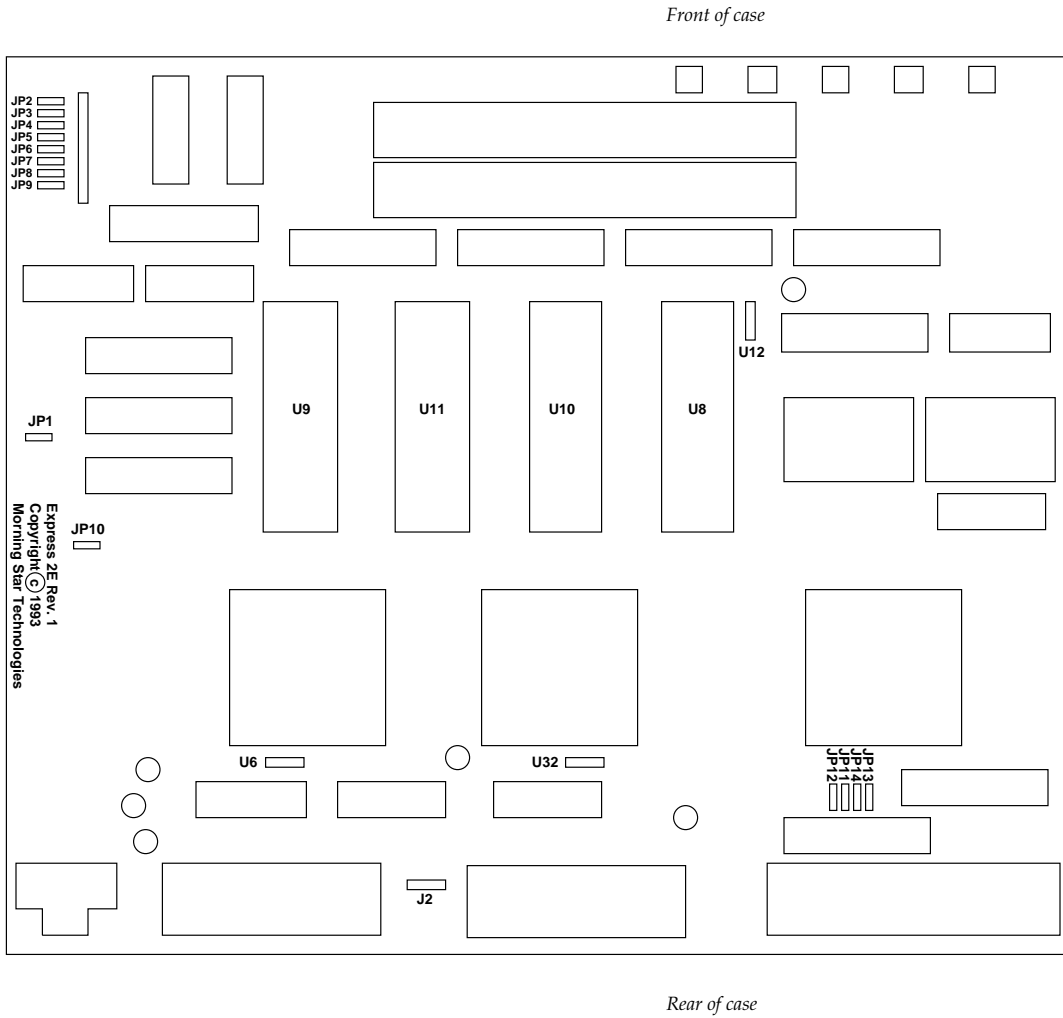 Front of case
JP2
JP3
JP4
JP5
JP6
JP7
JP8
JP9
U12
U9
U11
U10
U8
JP1
JP10
Express 2E Rev. 1
Copyright © 1993
Morning Star Technologies
U6
U32
JP12
JP11
JP14
JP13
J2
Rear of case